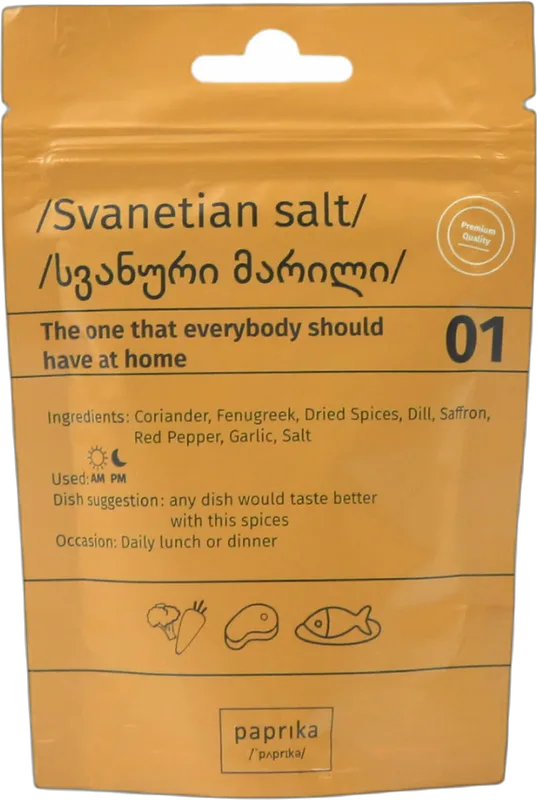 /Svanetian salt/
/სვანური მარილი/
Premium
Quality
The one that everybody should
have at home
01
Ingredients: Coriander, Fenugreek, Dried Spices, Dill, Saffron,
Red Pepper, Garlic, Salt
Used: AM PM
Dish suggestion: any dish would taste better
with this spices
Occasion: Daily lunch or dinner
paprıka
/ˈpʌprɪkə/